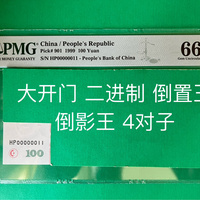 PMG
China / People's Republic
Pick# 901 1999 100 Yuan
S/N HP00000011 - People's Bank of China
66
大开门 二进制 倒置王
倒影王 4对子
HP00000011
100